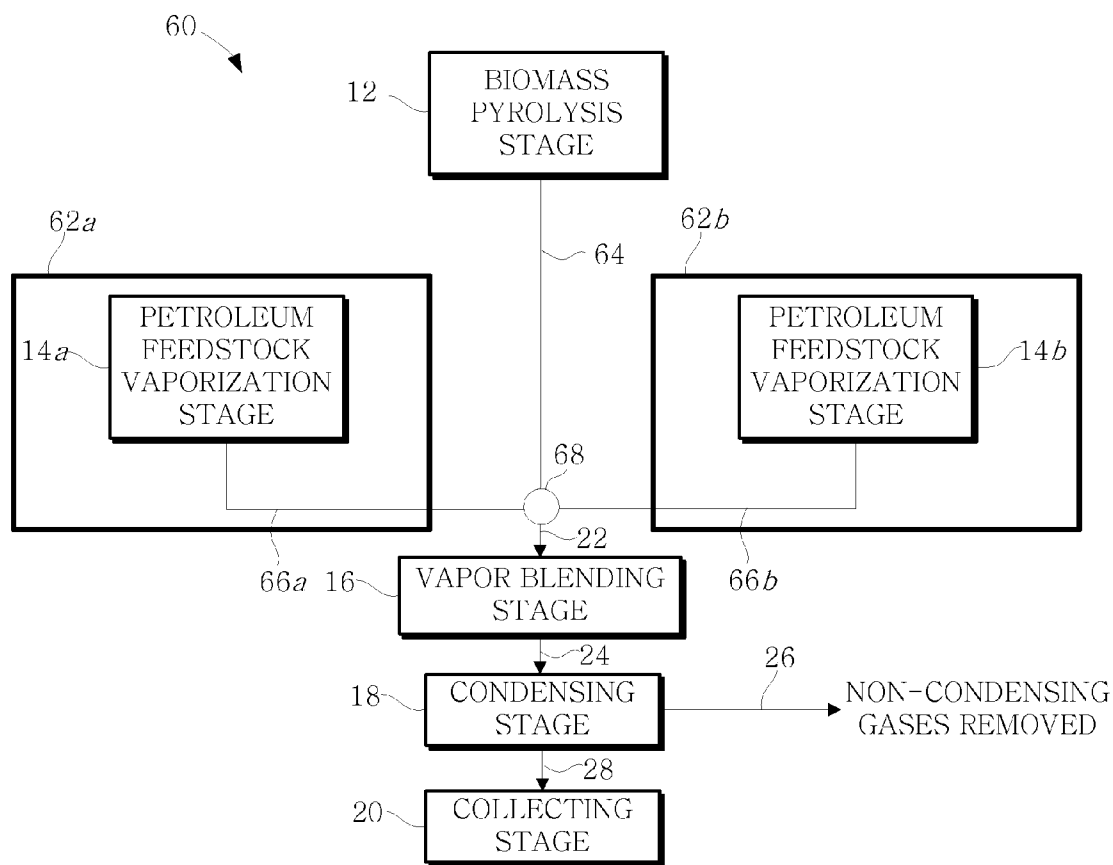 60
12
BIOMASS
PYROLYSIS
STAGE
62a
62b
64
14a
PETROLEUM
FEEDSTOCK
VAPORIZATION
STAGE
PETROLEUM
FEEDSTOCK
VAPORIZATION
STAGE
14b
68
66a
22
66b
16
VAPOR BLENDING
STAGE
24
18
CONDENSING
STAGE
26
NON-CONDENSING
GASES REMOVED
28
20
COLLECTING
STAGE